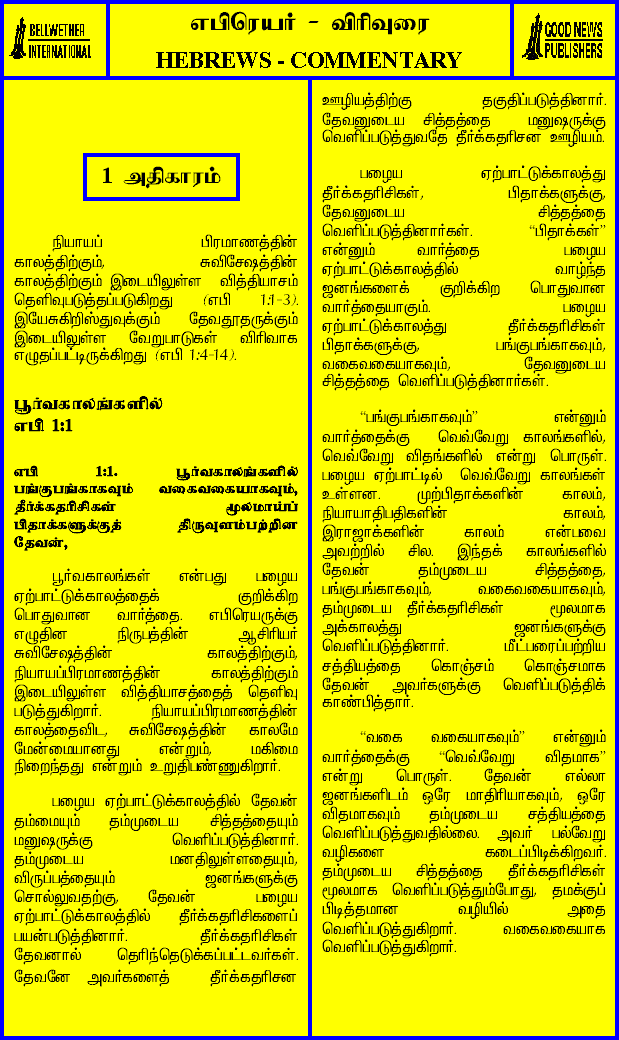 BELLWETHER
INTERNATIONAL
எபிரெயர் - விரிவுரை
HEBREWS - COMMENTARY
GOOD NEWS
PUBLISHERS
1 அதிகாரம்
நியாயப் பிரமாணத்தின்
காலத்திற்கும், சுவிசேஷத்தின்
காலத்திற்கும் இடையிலுள்ள வித்தியாசம்
தெளிவுபடுத்தப்படுகிறது (எபி 1:1-3).
இயேசுகிறிஸ்துவுக்கும் தேவதூதருக்கும்
இடையிலுள்ள வேறுபாடுகள் விரிவாக
எழுதப்பட்டிருக்கிறது (எபி 1:4-14).
பூர்வகாலங்களில்
எபி 1:1
எபி 1:1. பூர்வகாலங்களில்
பங்குபங்காகவும் வகைவகையாகவும்,
தீர்க்கதரிசிகள் மூலமாய்ப்
பிதாக்களுக்குத் திருவுளம்பற்றின
தேவன்,
பூர்வகாலங்கள் என்பது பழைய
ஏற்பாட்டுக்காலத்தைக் குறிக்கிற
பொதுவான வார்த்தை. எபிரெயருக்கு
எழுதின நிருபத்தின் ஆசிரியர்
சுவிசேஷத்தின் காலத்திற்கும்,
நியாயப்பிரமாணத்தின் காலத்திற்கும்
இடையிலுள்ள வித்தியாசத்தைத் தெளிவு
படுத்துகிறார். நியாயப்பிரமாணத்தின்
காலத்தைவிட, சுவிசேஷத்தின் காலமே
மேன்மையானது என்றும், மகிமை
நிறைந்தது என்றும் உறுதிபண்ணுகிறார்.
பழைய ஏற்பாட்டுக்காலத்தில் தேவன்
தம்மையும் தம்முடைய சித்தத்தையும்
மனுஷருக்கு வெளிப்படுத்தினார்.
தம்முடைய மனதிலுள்ளதையும்,
விருப்பத்தையும் ஜனங்களுக்கு
சொல்லுவதற்கு, தேவன் பழைய
ஏற்பாட்டுக்காலத்தில் தீர்க்கதரிசிகளைப்
பயன்படுத்தினார். தீர்க்கதரிசிகள்
தேவனால் தெரிந்தெடுக்கப்பட்டவர்கள்.
தேவனே அவர்களைத் தீர்க்கதரிசன
ஊழியத்திற்கு தகுதிப்படுத்தினார்.
தேவனுடைய சித்தத்தை மனுஷருக்கு
வெளிப்படுத்துவதே தீர்க்கதரிசன ஊழியம்.
பழைய ஏற்பாட்டுக்காலத்து
தீர்க்கதரிசிகள், பிதாக்களுக்கு,
தேவனுடைய சித்தத்தை
வெளிப்படுத்தினார்கள். “பிதாக்கள்”
என்னும் வார்த்தை பழைய
ஏற்பாட்டுக்காலத்தில் வாழ்ந்த
ஜனங்களைக் குறிக்கிற பொதுவான
வார்த்தையாகும். பழைய
ஏற்பாட்டுக்காலத்து தீர்க்கதரிசிகள்
பிதாக்களுக்கு, பங்குபங்காகவும்,
வகைவகையாகவும், தேவனுடைய
சித்தத்தை வெளிப்படுத்தினார்கள்.
“பங்குபங்காகவும்” என்னும்
வார்த்தைக்கு வெவ்வேறு காலங்களில்,
வெவ்வேறு விதங்களில் என்று பொருள்.
பழைய ஏற்பாட்டில் வெவ்வேறு காலங்கள்
உள்ளன. முற்பிதாக்களின் காலம்,
நியாயாதிபதிகளின் காலம்,
இராஜாக்களின் காலம் என்பவை
அவற்றில் சில. இந்தக் காலங்களில்
தேவன் தம்முடைய சித்தத்தை,
பங்குபங்காகவும், வகைவகையாகவும்,
தம்முடைய தீர்க்கதரிசிகள் மூலமாக
அக்காலத்து ஜனங்களுக்கு
வெளிப்படுத்தினார். மீட்பரைப்பற்றிய
சத்தியத்தை கொஞ்சம் கொஞ்சமாக
தேவன் அவர்களுக்கு வெளிப்படுத்திக்
காண்பித்தார்.
“வகை வகையாகவும்” என்னும்
வார்த்தைக்கு “வெவ்வேறு விதமாக”
என்று பொருள். தேவன் எல்லா
ஜனங்களிடம் ஒரே மாதிரியாகவும், ஒரே
விதமாகவும் தம்முடைய சத்தியத்தை
வெளிப்படுத்துவதில்லை. அவர் பல்வேறு
வழிகளை கடைப்பிடிக்கிறவர்.
தம்முடைய சித்தத்தை தீர்க்கதரிசிகள்
மூலமாக வெளிப்படுத்தும்போது, தமக்குப்
பிடித்தமான வழியில் அதை
வெளிப்படுத்துகிறார். வகைவகையாக
வெளிப்படுத்துகிறார்.